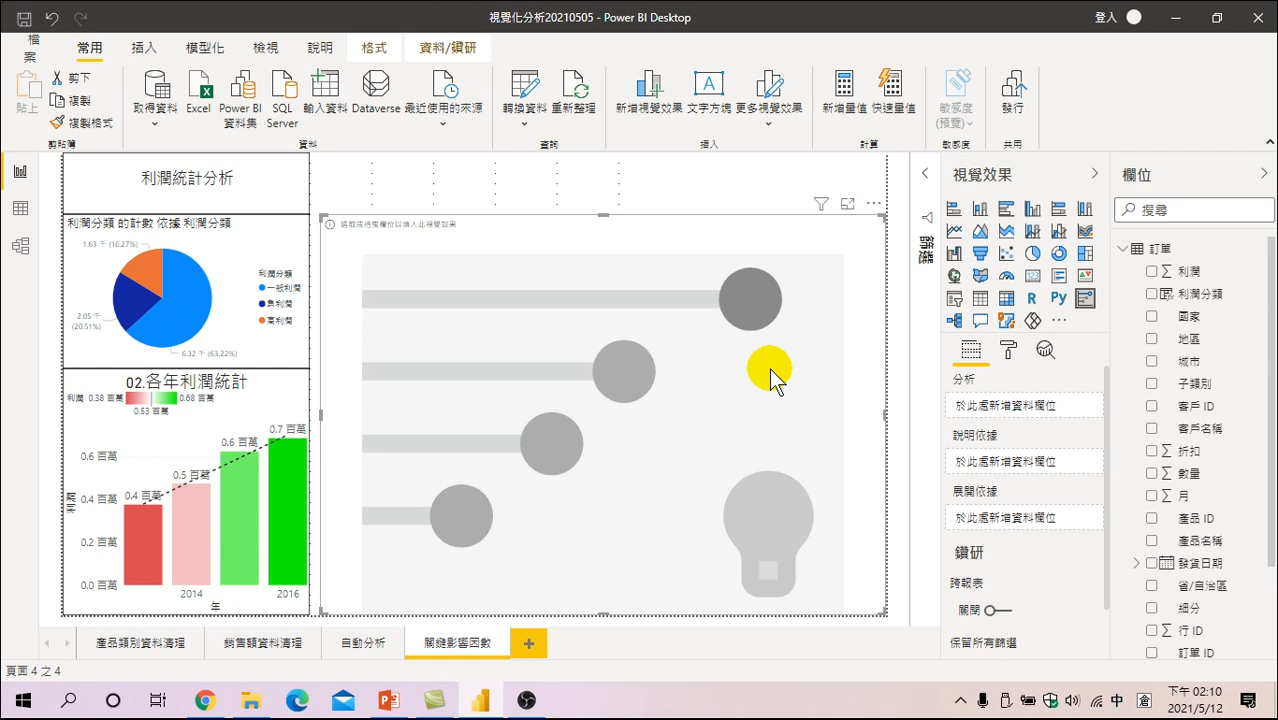 視覺化分析20210505 - Power BI Desktop
登入
檔案
常用
插入
模型化
檢視
說明
格式
資料/鑽研
貼上
剪下
複製
複製格式
剪貼簿
取得資料
Excel
Power BI 資料集
SQL Server
輸入資料
Dataverse
最近使用的來源
資料
轉換資料
重新整理
查詢
新增視覺效果
文字方塊
更多視覺效果
插入
新增量值
快速量值
計算
敏感度 (預覽)
敏感度
發行
共用
利潤統計分析
利潤分類 的計數 依據 利潤分類
1.63 千 (16.27%)
2.05 千 (20.51%)
6.32 千 (63.22%)
利潤分類
一般利潤
負利潤
高利潤
02.各年利潤統計
利潤 0.38 百萬
0.68 百萬
0.53 百萬
0.7 百萬
0.6 百萬
0.5 百萬
0.4 百萬
0.6 百萬
0.4 百萬
0.2 百萬
0.0 百萬
利潤
2014
2016
年
篩選
視覺效果
R
Py
123
分析
於此處新增資料欄位
說明依據
於此處新增資料欄位
展開依據
於此處新增資料欄位
鑽研
跨報表
關閉
保留所有篩選
欄位
搜尋
訂單
利潤
利潤分類
國家
地區
城市
子類別
客戶 ID
客戶名稱
折扣
數量
月
產品 ID
產品名稱
發貨日期
省/自治區
細分
行 ID
訂單 ID
產品類別資料清理
銷售額資料清理
自動分析
關鍵影響因數
頁面 4 之 4
中
倉
下午 02:10
2021/5/12